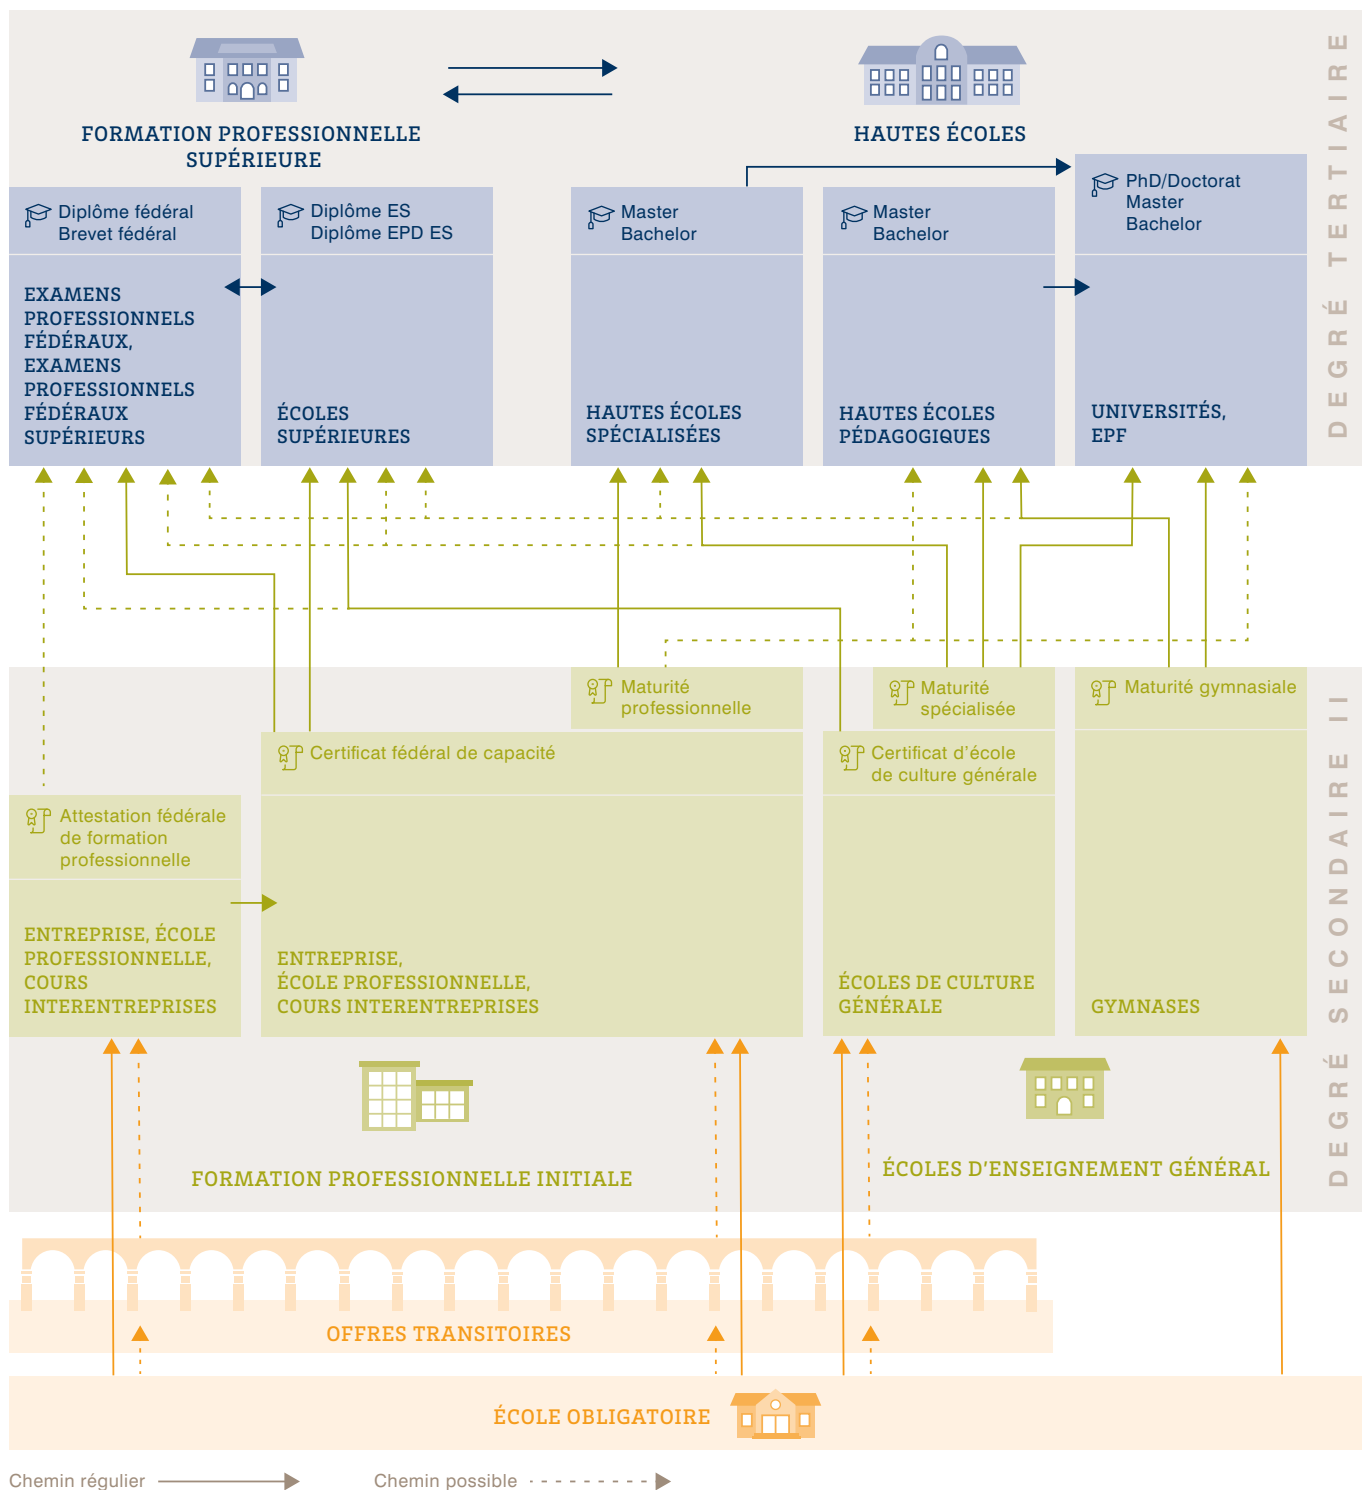 FORMATION PROFESSIONNELLE
SUPÉRIEURE
HAUTES ÉCOLES
DEGRÉ TERTIAIRE
Diplôme fédéral
Brevet fédéral
Diplôme ES
Diplôme EPD ES
Master
Bachelor
Master
Bachelor
PhD/Doctorat
Master
Bachelor
EXAMENS
PROFESSIONNELS
FÉDÉRAUX,
EXAMENS
PROFESSIONNELS
FÉDÉRAUX
SUPÉRIEURS
ÉCOLES
SUPÉRIEURES
HAUTES ÉCOLES
SPÉCIALISÉES
HAUTES ÉCOLES
PÉDAGOGIQUES
UNIVERSITÉS,
EPF
DEGRÉ SECONDAIRE II
Maturité
professionnelle
Maturité
spécialisée
Maturité gymnasiale
Certificat fédéral de capacité
Certificat d'école
de culture générale
Attestation fédérale
de formation
professionnelle
ENTREPRISE, ÉCOLE
PROFESSIONNELLE,
COURS
INTERENTREPRISES
ENTREPRISE,
ÉCOLE PROFESSIONNELLE,
COURS INTERENTREPRISES
ÉCOLES DE CULTURE
GÉNÉRALE
GYMNASES
FORMATION PROFESSIONNELLE INITIALE
ÉCOLES D'ENSEIGNEMENT GÉNÉRAL
OFFRES TRANSITOIRES
ÉCOLE OBLIGATOIRE
Chemin régulier
Chemin possible